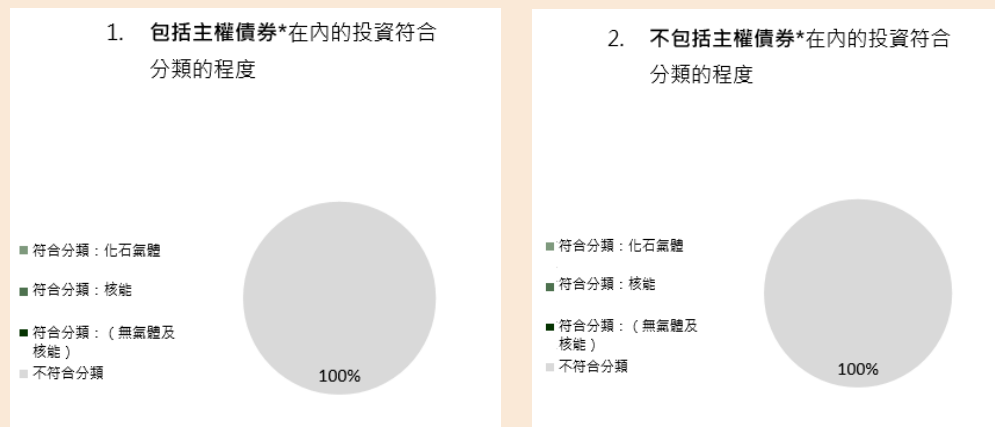 1. 包括主權債券*在內的投資符合
分類的程度
符合分類：化石氣體
符合分類：核能
符合分類：（無氣體及
核能）
不符合分類
100%
2. 不包括主權債券*在內的投資符合
分類的程度
符合分類：化石氣體
符合分類：核能
符合分類：（無氣體及
核能）
不符合分類
100%